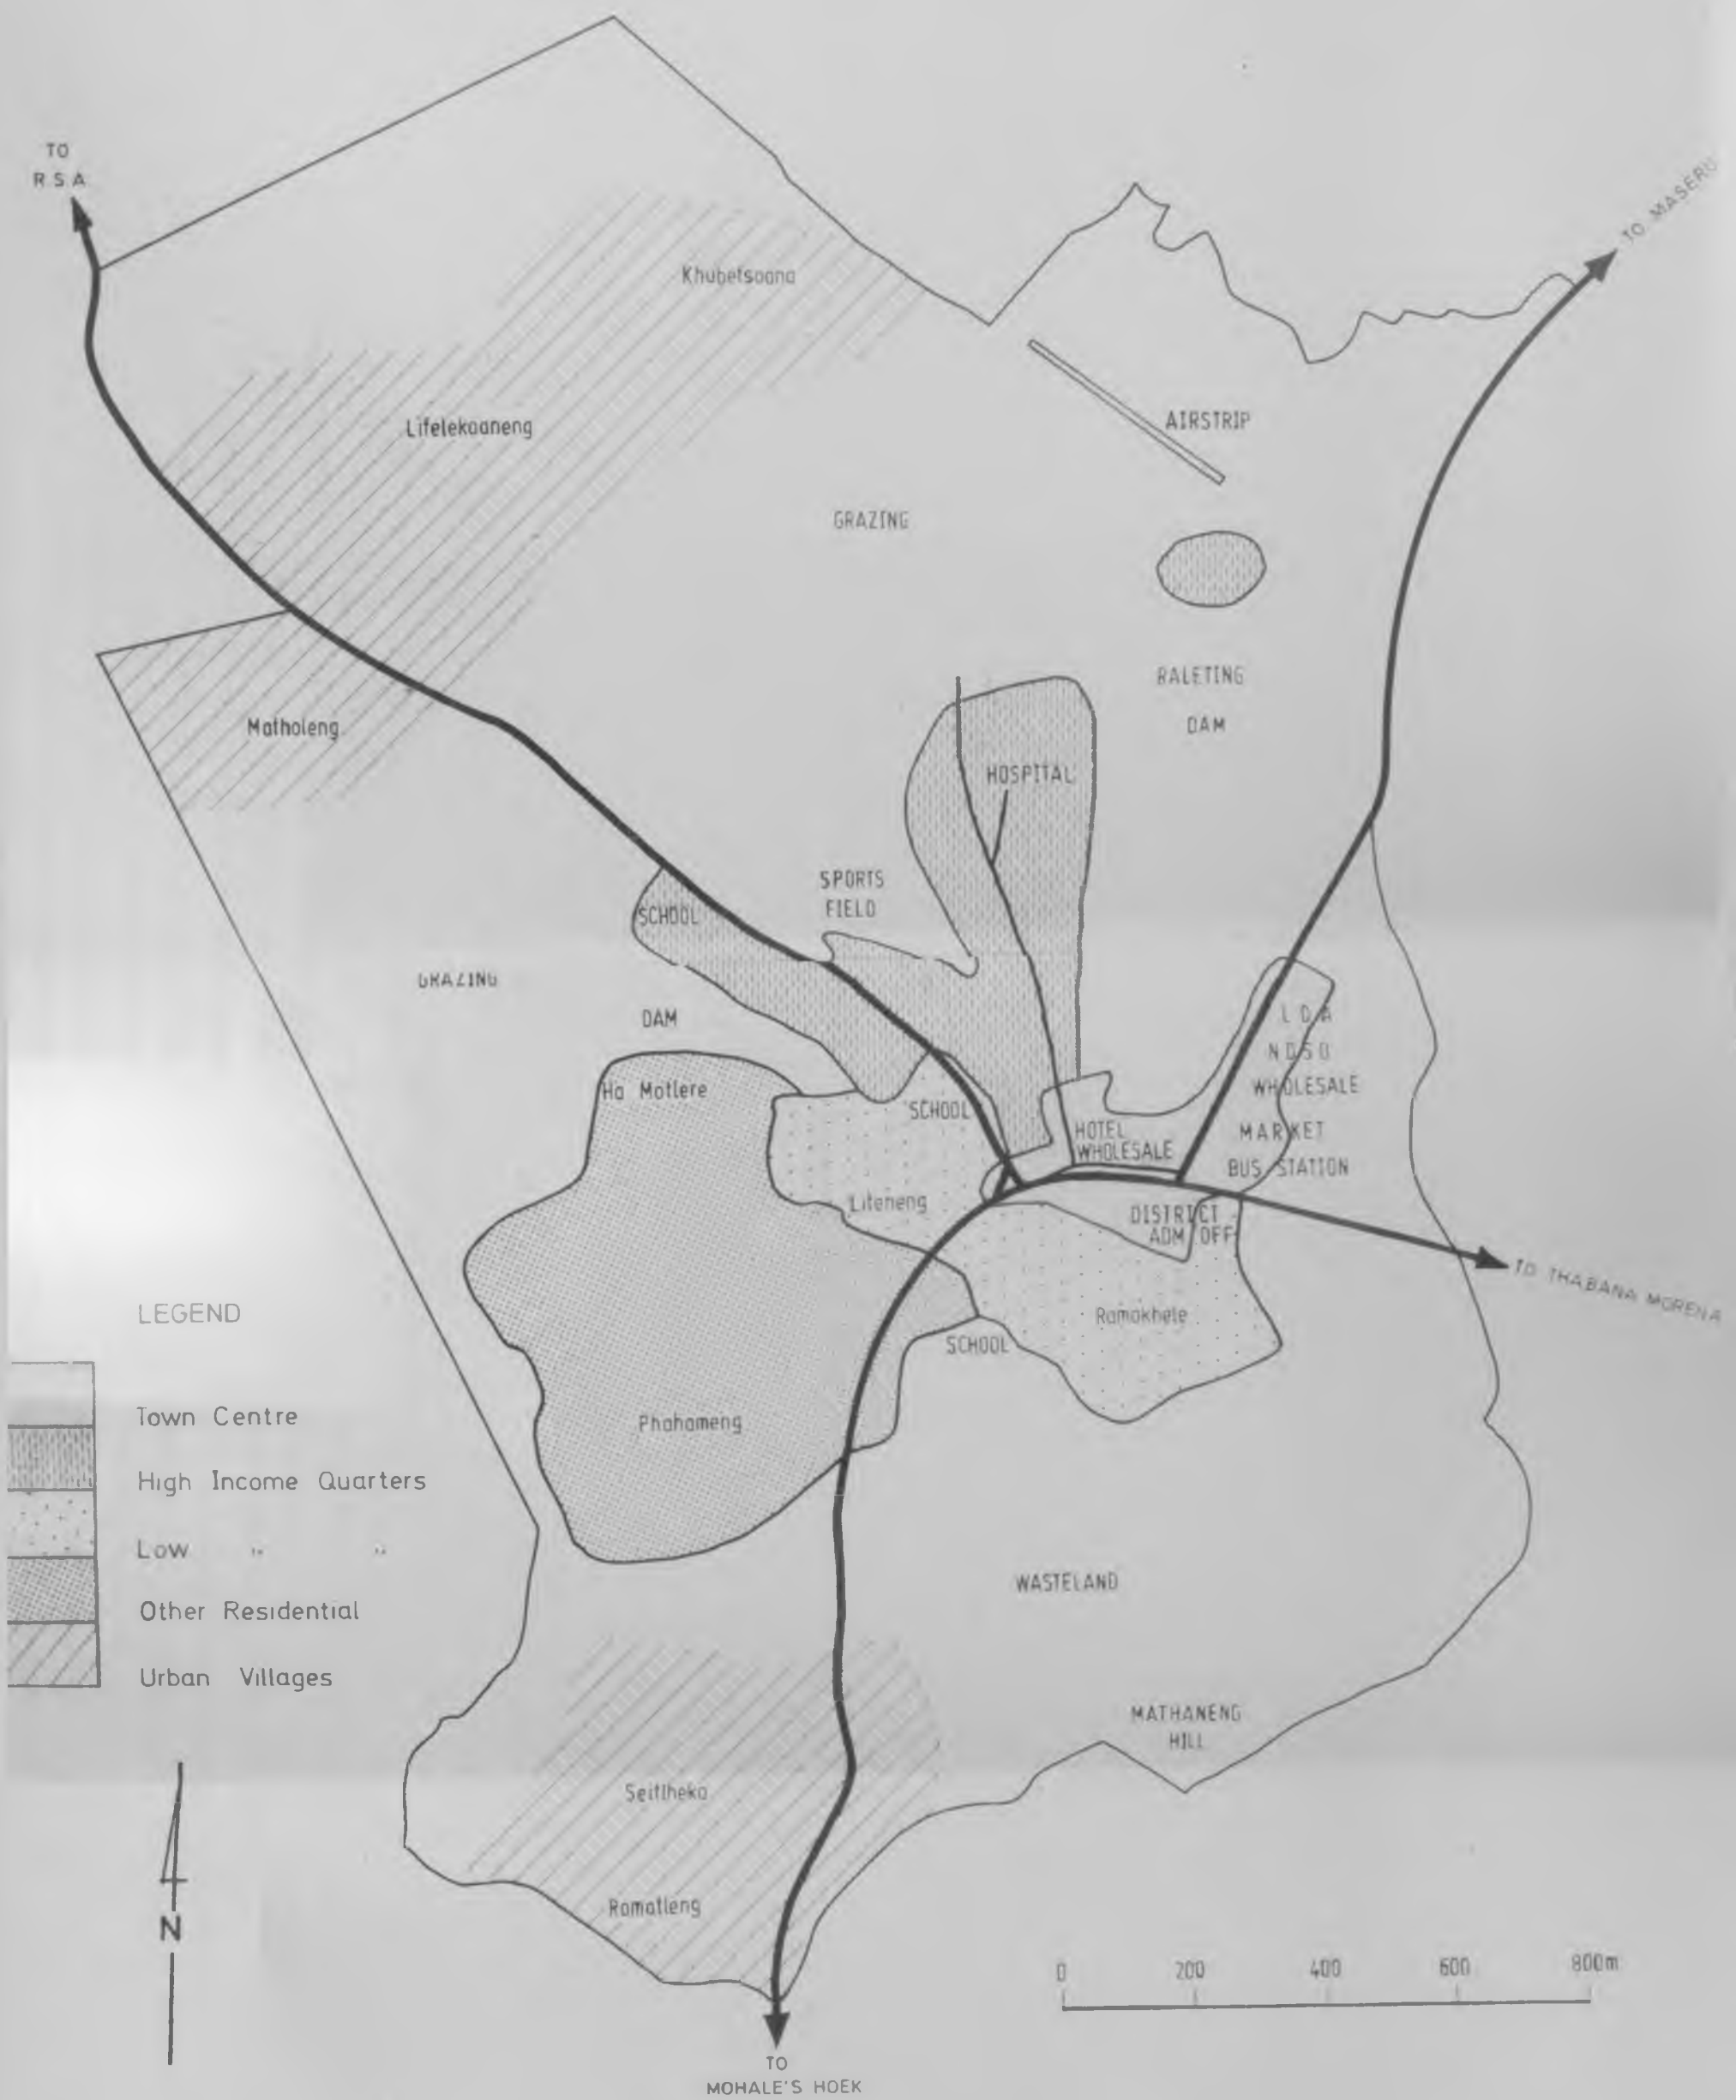 TO
R.S.A
TO MASERU
Khubetsoana
Lifelekoaneng
AIRSTRIP
GRAZING
RALETING
DAM
Matholeng
HOSPITAL
SPORTS
FIELD
SCHOOL
GRAZING
DAM
L D A
N D S O
WHOLESALE
MARKET
BUS STATION
Ha Motlere
SCHOOL
HOTEL
WHOLESALE
Liteneng
DISTRICT
ADM OFF
TO THABANA MORENA
Ramokhele
SCHOOL
Phahameng
LEGEND
Town Centre
High Income Quarters
Low " "
Other Residential
Urban Villages
WASTELAND
MATHANENG
HILL
Seitlheko
Ramatleng
N
0 200 400 600 800m
TO
MOHALE'S HOEK